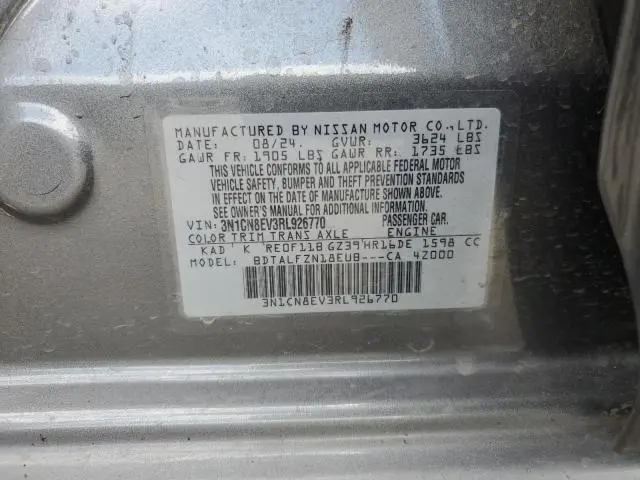 MANUFACTURED BY NISSAN MOTOR CO.,LTD.
DATE: 08/24. GVWR: 3624 LBS
GAWR FR: 1905 LBS GAWR RR: 1735 LBS
THIS VEHICLE CONFORMS TO ALL APPLICABLE FEDERAL MOTOR
VEHICLE SAFETY, BUMPER AND THEFT PREVENTION STANDARDS
IN EFFECT ON THE DATE OF MANUFACTURE SHOWN ABOVE.
SEE OWNER'S MANUAL FOR ADDITIONAL INFORMATION.
VIN: 3N1CN8EV3RL926770 PASSENGER CAR.
COLOR TRIM TRANS AXLE ENGINE
KAD K RE0F11B GZ39 HR16DE 1598 CC
MODEL: BDTALFZN18EUB---CA 42000
3N1CN8EV3RL926770